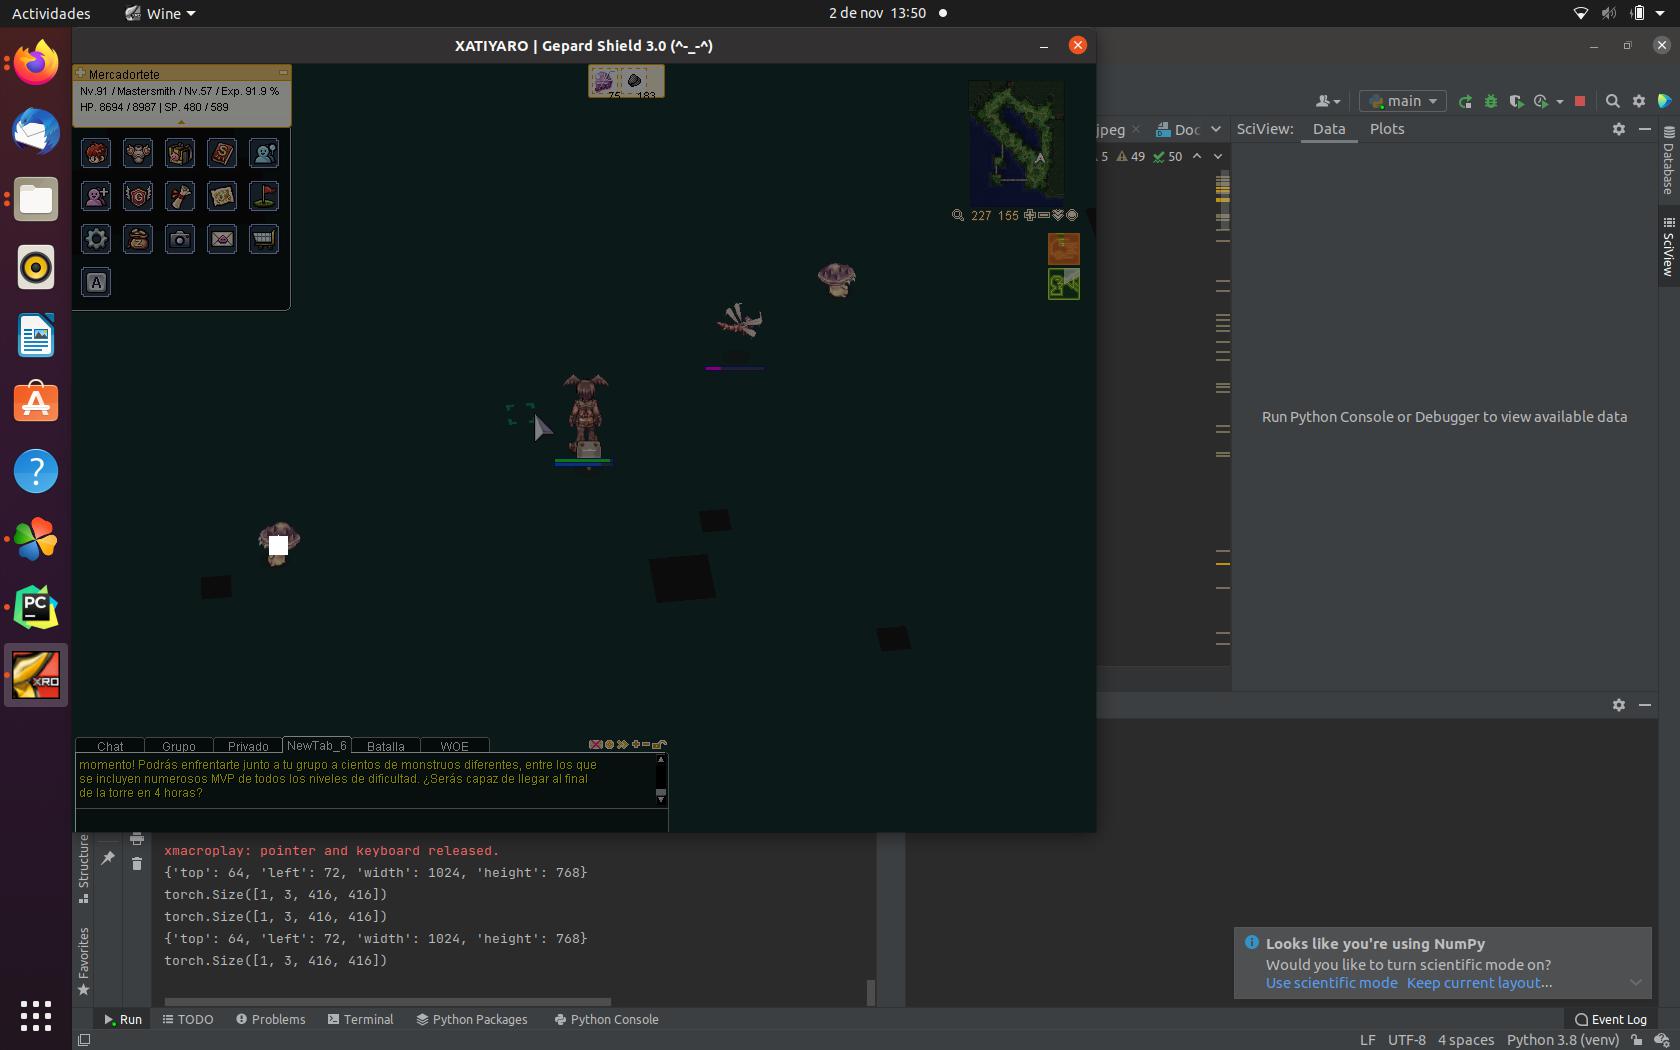 Actividades
Wine
2 de nov 13:50
XATIYARO | Gepard Shield 3.0 (^-_-^)
Mercadortete
Nv.91 / Mastersmith / Nv.57 / Exp. 91.9 %
HP. 8694 / 8987 | SP. 480 / 589
75
183
227 155
main
jpeg
Doc
SciView:
Data
Plots
5
49
50
Database
SciView
Run Python Console or Debugger to view available data
Chat
Grupo
Privado
NewTab_6
Batalla
WOE
momento! Podrás enfrentarte junto a tu grupo a cientos de monstruos diferentes, entre los que
se incluyen numerosos MVP de todos los niveles de dificultad. ¿Serás capaz de llegar al final
de la torre en 4 horas?
Structure
Favorites
xmacroplay: pointer and keyboard released.
{'top': 64, 'left': 72, 'width': 1024, 'height': 768}
torch.Size([1, 3, 416, 416])
torch.Size([1, 3, 416, 416])
{'top': 64, 'left': 72, 'width': 1024, 'height': 768}
torch.Size([1, 3, 416, 416])
Looks like you're using NumPy
Would you like to turn scientific mode on?
Use scientific mode Keep current layout...
Run
TODO
Problems
Terminal
Python Packages
Python Console
Event Log
LF
UTF-8
4 spaces
Python 3.8 (venv)
PC
XRO
A